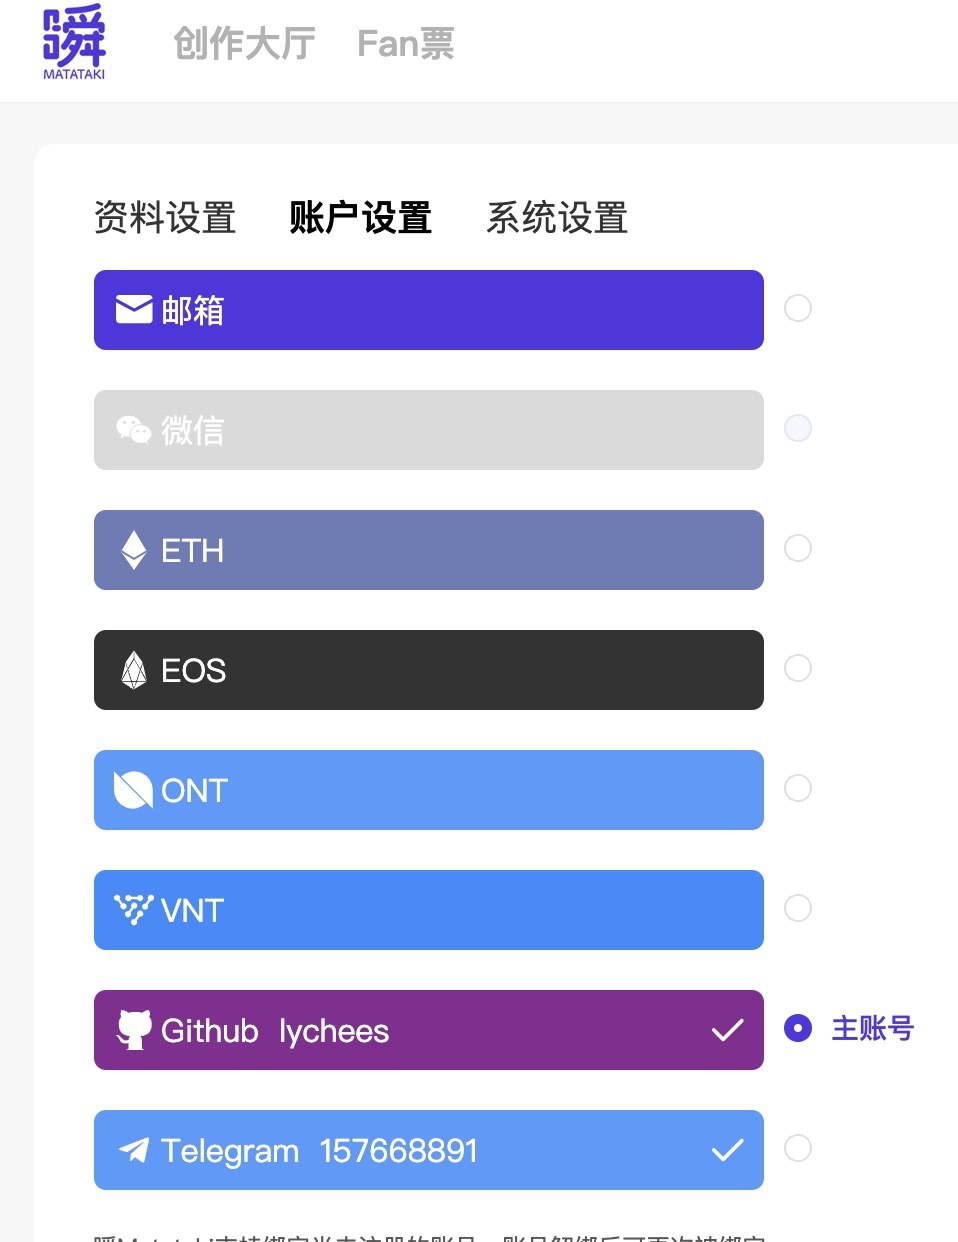 瞬
MATATAKI
创作大厅 Fan票
资料设置 账户设置 系统设置
邮箱
微信
ETH
EOS
ONT
VNT
Github lychees
主账号
Telegram 157668891